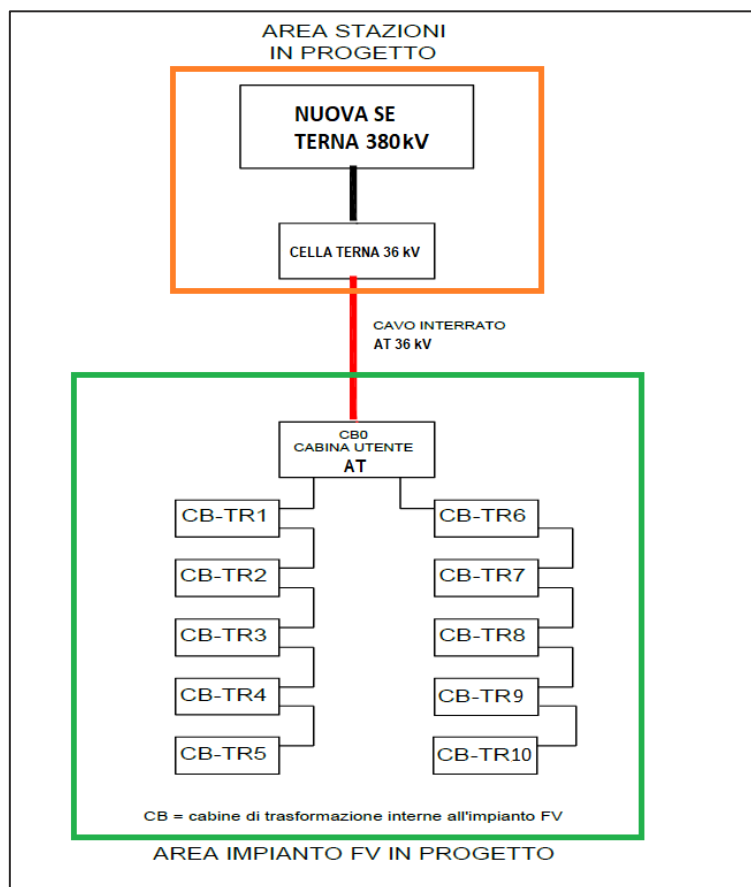 AREA STAZIONI
IN PROGETTO
NUOVA SE
TERNA 380kV
CELLA TERNA 36 kV
CAVO INTERRATO
AT 36 kV
CB0
CABINA UTENTE
AT
CB-TR1
CB-TR6
CB-TR2
CB-TR7
CB-TR3
CB-TR8
CB-TR4
CB-TR9
CB-TR5
CB-TR10
CB = cabine di trasformazione interne all'impianto FV
AREA IMPIANTO FV IN PROGETTO